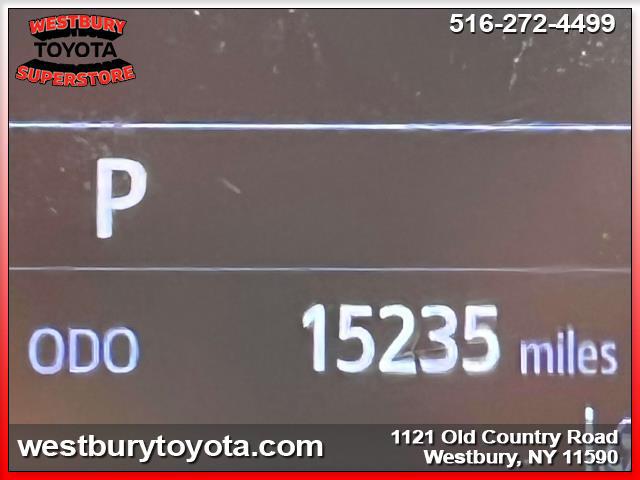 WESTBURY
TOYOTA
SUPERSTORE
516-272-4499
P
ODO 15235 miles
westburytoyota.com
1121 Old Country Road
Westbury, NY 11590